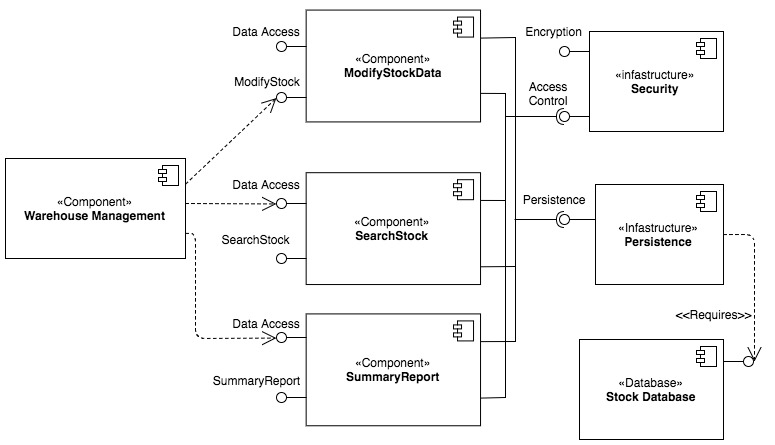 Data Access
«Component»
ModifyStockData
ModifyStock
Encryption
«infastructure»
Security
Access
Control
«Component»
Warehouse Management
Data Access
«Component»
SearchStock
SearchStock
Persistence
«Infastructure»
Persistence
<<Requires>>
Data Access
«Component»
SummaryReport
SummaryReport
«Database»
Stock Database